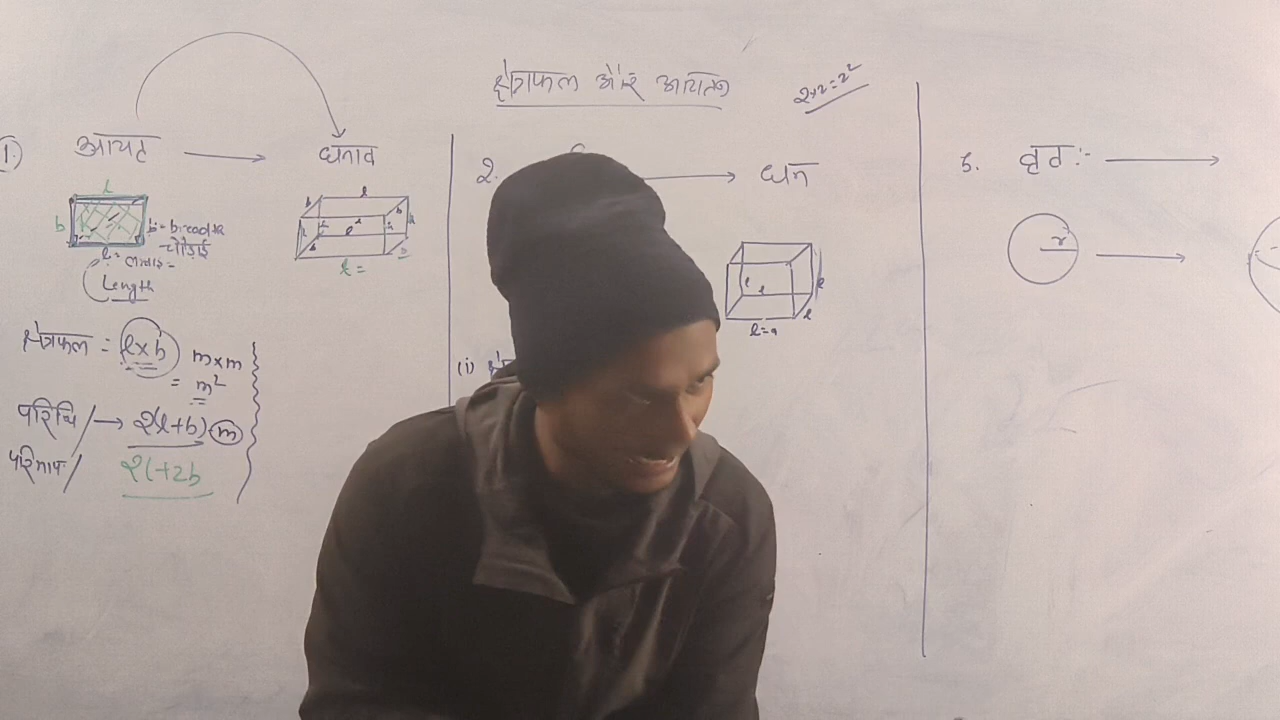 क्षेत्रफल और आयतन
2×2=2²
1.
आयत
घनाव
l
b
b = breadth
चौड़ाई
l = लम्बाई =
Length
क्षेत्रफल = l×b
m×m
= m²
परिधि / → 2(l+b) m
परिमाप /
2l+2b
l
b
b
h
l
l =
2.
घन
l
l
l
l
l=a
(i)
3.
वृत :-
r